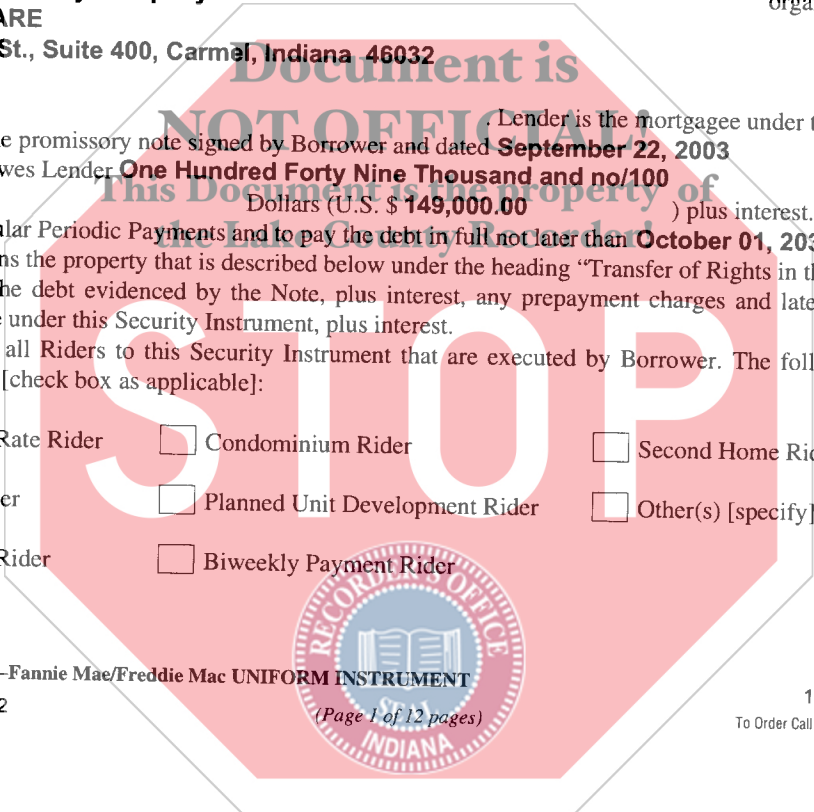 orga
ARE
St., Suite 400, Carmel, Indiana 46032
Document is
NOT OFFICIAL!
This Document is the property of
the Lake County Recorder!
. Lender is the mortgagee under t
e promissory note signed by Borrower and dated September 22, 2003
wes Lender One Hundred Forty Nine Thousand and no/100
Dollars (U.S. $ 149,000.00 ) plus interest.
lar Periodic Payments and to pay the debt in full not later than October 01, 203
ns the property that is described below under the heading “Transfer of Rights in th
he debt evidenced by the Note, plus interest, any prepayment charges and late
under this Security Instrument, plus interest.
all Riders to this Security Instrument that are executed by Borrower. The foll
[check box as applicable]:
STOP
Rate Rider Condominium Rider Second Home Rid
er Planned Unit Development Rider Other(s) [specify]
Rider Biweekly Payment Rider
RECORDER'S OFFICE
SEAL
INDIANA
–Fannie Mae/Freddie Mac UNIFORM INSTRUMENT
2 (Page 1 of 12 pages) 1
To Order Call